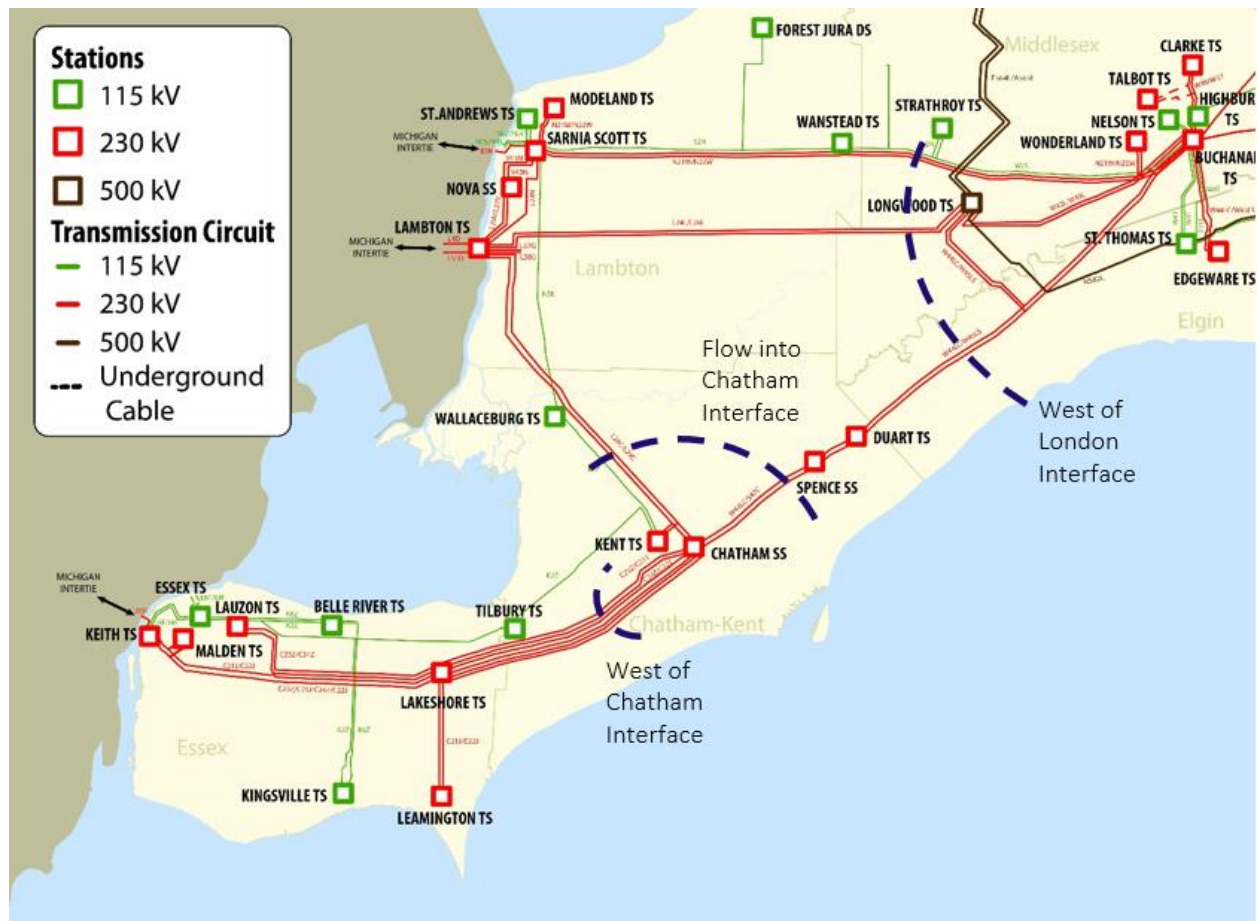 Stations
115 kV
230 kV
500 kV
Transmission Circuit
115 kV
230 kV
500 kV
Underground
Cable
FOREST JURA DS
Middlesex
CLARKE TS
TALBOT TS
HIGHBUR
TS
NELSON TS
WONDERLAND TS
BUCHANA
TS
STRATHROY TS
WANSTEAD TS
MODELAND TS
ST.ANDREWS TS
SARNIA SCOTT TS
MICHIGAN
INTERTIE
NOVA SS
LONGWOOD TS
LAMBTON TS
MICHIGAN
INTERTIE
Lambton
ST. THOMAS TS
EDGEWARE TS
Elgin
Flow into
Chatham
Interface
West of
London
Interface
WALLACEBURG TS
DUART TS
SPENCE SS
KENT TS
CHATHAM SS
MICHIGAN
INTERTIE
ESSEX TS
LAUZON TS
BELLE RIVER TS
TILBURY TS
Chatham-Kent
KEITH TS
MALDEN TS
West of
Chatham
Interface
LAKESHORE TS
Essex
KINGSVILLE TS
LEAMINGTON TS